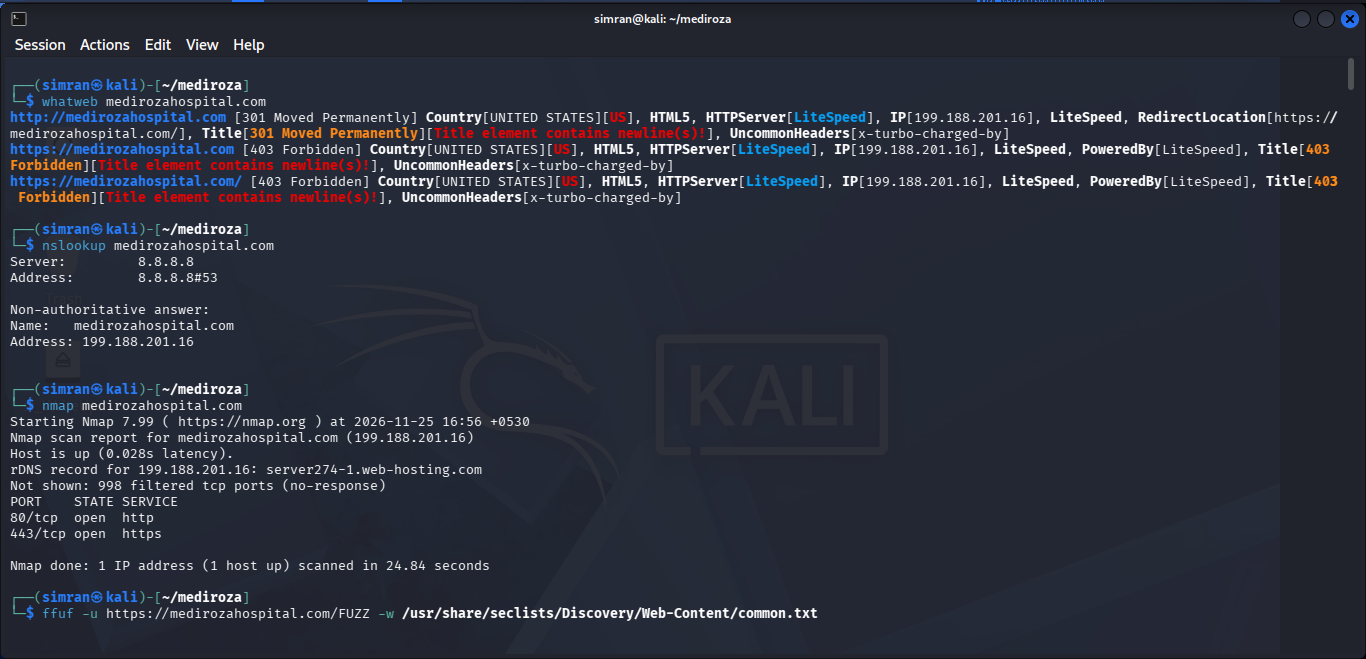 simran@kali: ~/mediroza
Session Actions Edit View Help
┌──(simran㉿kali)-[~/mediroza]
└─$ whatweb medirozahospital.com
http://medirozahospital.com [301 Moved Permanently] Country[UNITED STATES][US], HTML5, HTTPServer[LiteSpeed], IP[199.188.201.16], LiteSpeed, RedirectLocation[https://
medirozahospital.com/], Title[301 Moved Permanently][Title element contains newline(s)!], UncommonHeaders[x-turbo-charged-by]
https://medirozahospital.com [403 Forbidden] Country[UNITED STATES][US], HTML5, HTTPServer[LiteSpeed], IP[199.188.201.16], LiteSpeed, PoweredBy[LiteSpeed], Title[403
Forbidden][Title element contains newline(s)!], UncommonHeaders[x-turbo-charged-by]
https://medirozahospital.com/ [403 Forbidden] Country[UNITED STATES][US], HTML5, HTTPServer[LiteSpeed], IP[199.188.201.16], LiteSpeed, PoweredBy[LiteSpeed], Title[403
Forbidden][Title element contains newline(s)!], UncommonHeaders[x-turbo-charged-by]
┌──(simran㉿kali)-[~/mediroza]
└─$ nslookup medirozahospital.com
Server: 8.8.8.8
Address: 8.8.8.8#53
Non-authoritative answer:
Name: medirozahospital.com
Address: 199.188.201.16
┌──(simran㉿kali)-[~/mediroza]
└─$ nmap medirozahospital.com
Starting Nmap 7.99 ( https://nmap.org ) at 2026-11-25 16:56 +0530
Nmap scan report for medirozahospital.com (199.188.201.16)
Host is up (0.028s latency).
rDNS record for 199.188.201.16: server274-1.web-hosting.com
Not shown: 998 filtered tcp ports (no-response)
PORT STATE SERVICE
80/tcp open http
443/tcp open https
Nmap done: 1 IP address (1 host up) scanned in 24.84 seconds
┌──(simran㉿kali)-[~/mediroza]
└─$ ffuf -u https://medirozahospital.com/FUZZ -w /usr/share/seclists/Discovery/Web-Content/common.txt
KALI